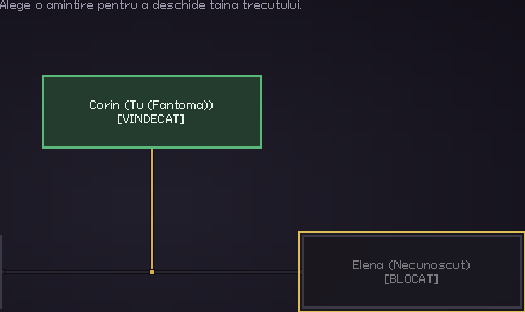 Alege o amintire pentru a deschide taina trecutului.
Corin (Tu (Fantoma))
[VINDECAT]
Elena (Necunoscut)
[BLOCAT]